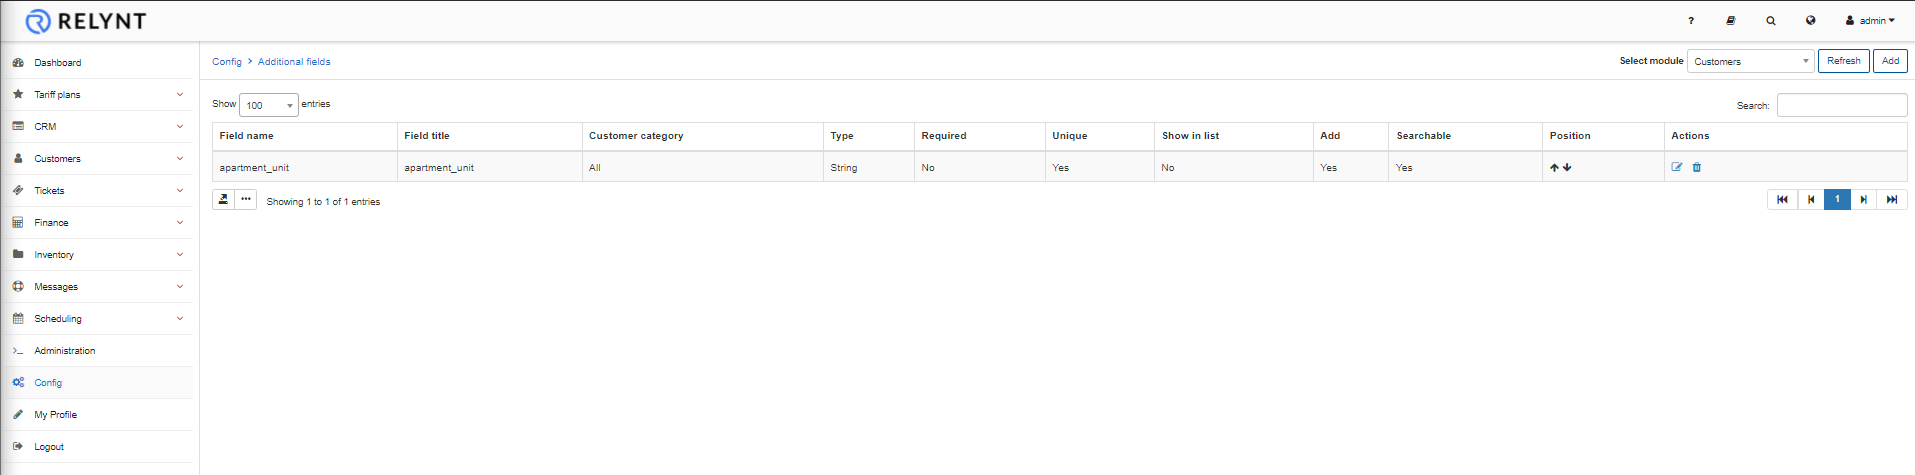 RELYNT
? admin
Dashboard
Tariff plans
CRM
Customers
Tickets
Finance
Inventory
Messages
Scheduling
Administration
Config
My Profile
Logout
Config > Additional fields
Select module Customers Refresh Add
Show 100 entries
Search:
Field name Field title Customer category Type Required Unique Show in list Add Searchable Position Actions
apartment_unit apartment_unit All String No Yes No Yes Yes
Showing 1 to 1 of 1 entries
1